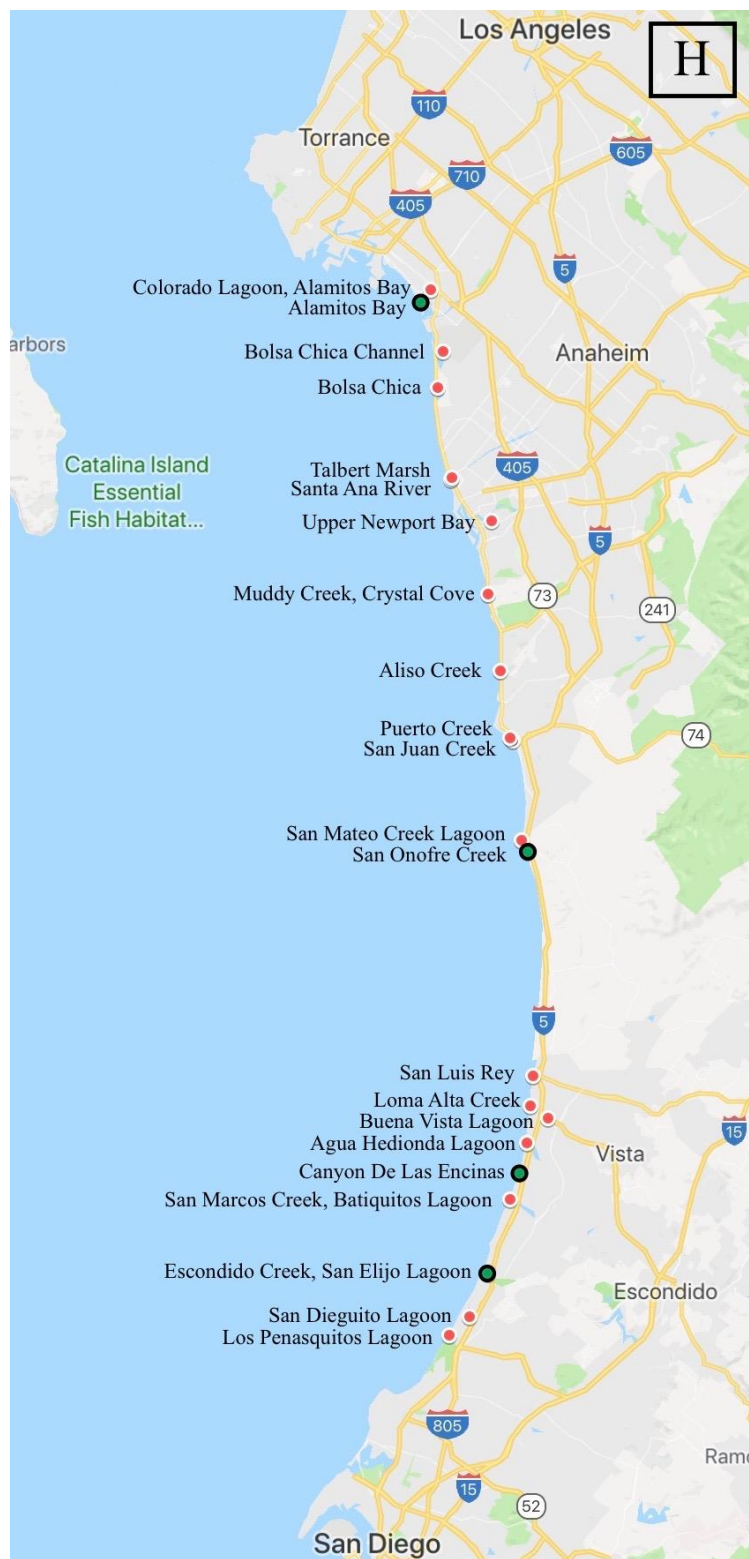 Los Angeles
H
110
Torrance
605
710
405
5
Colorado Lagoon, Alamitos Bay
Alamitos Bay
arbors
Bolsa Chica Channel
Anaheim
Bolsa Chica
Catalina Island
Essential
Fish Habitat...
Talbert Marsh
405
Santa Ana River
Upper Newport Bay
5
Muddy Creek, Crystal Cove
73
241
Aliso Creek
Puerto Creek
74
San Juan Creek
San Mateo Creek Lagoon
San Onofre Creek
5
San Luis Rey
Loma Alta Creek
Buena Vista Lagoon
15
Agua Hedionda Lagoon
Vista
Canyon De Las Encinas
San Marcos Creek, Batiquitos Lagoon
Escondido Creek, San Elijo Lagoon
Escondido
San Dieguito Lagoon
Los Penasquitos Lagoon
805
Ram
15
52
San Diego